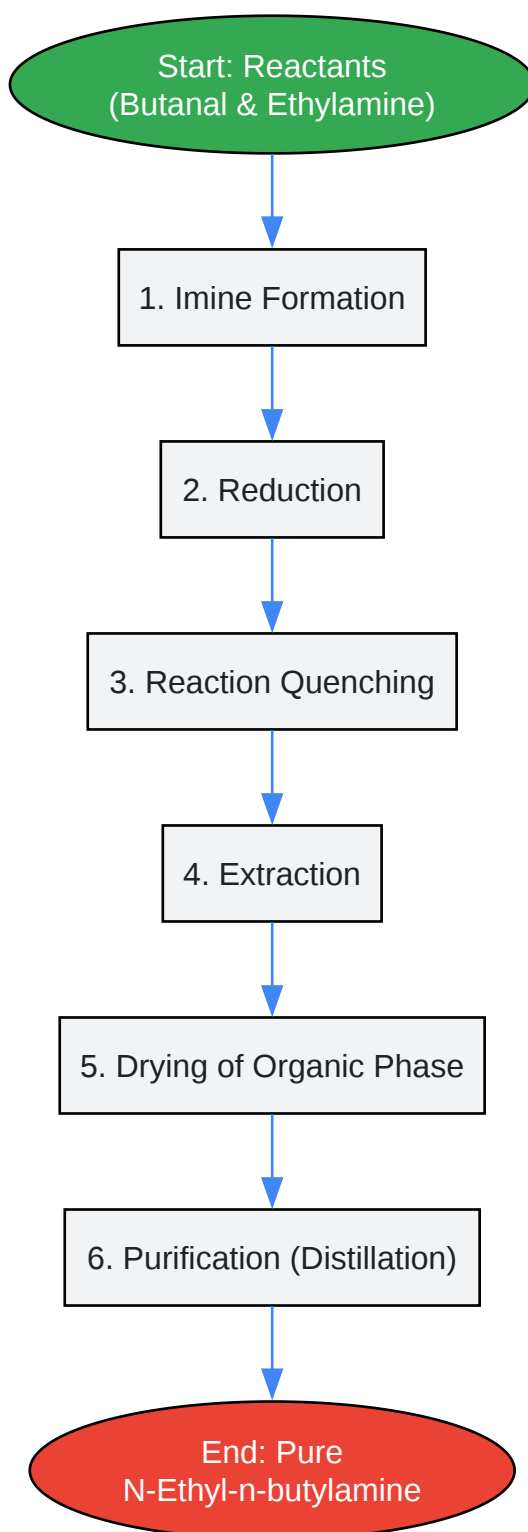 Start: Reactants
(Butanal & Ethylamine)
1. Imine Formation
2. Reduction
3. Reaction Quenching
4. Extraction
5. Drying of Organic Phase
6. Purification (Distillation)
End: Pure
N-Ethyl-n-butylamine